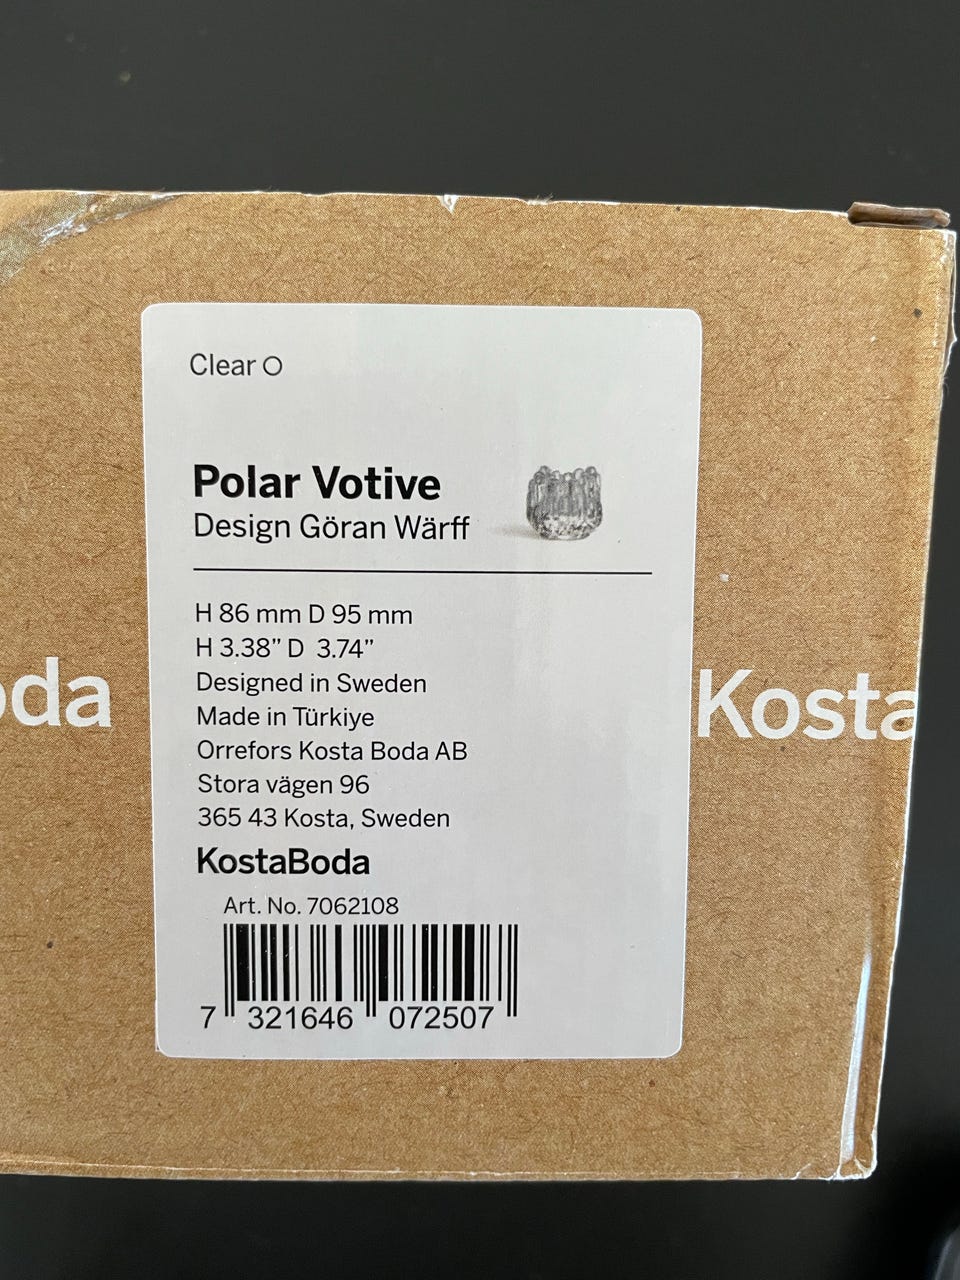 Clear
Polar Votive
Design Göran Wärff
H 86 mm D 95 mm
H 3.38” D 3.74”
Designed in Sweden
Made in Türkiye
Orrefors Kosta Boda AB
Stora vägen 96
365 43 Kosta, Sweden
KostaBoda
Art. No. 7062108
7 321646 072507
oda
Kosta